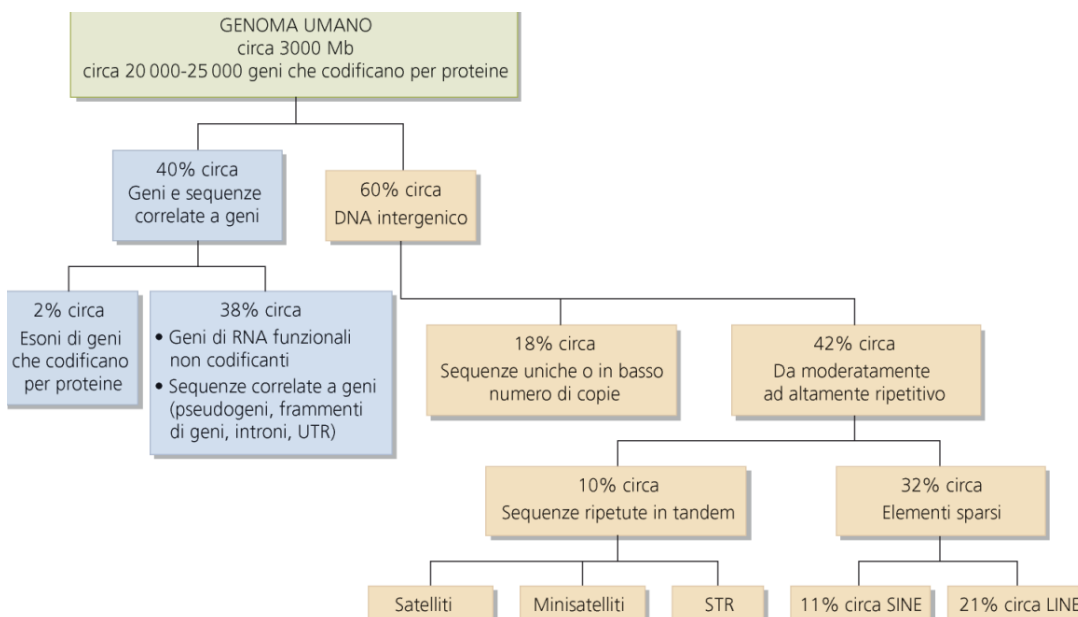 GENOMA UMANO
circa 3000 Mb
circa 20 000-25 000 geni che codificano per proteine
40% circa
Geni e sequenze
correlate a geni
60% circa
DNA intergenico
2% circa
Esoni di geni
che codificano
per proteine
38% circa
• Geni di RNA funzionali
non codificanti
• Sequenze correlate a geni
(pseudogeni, frammenti
di geni, introni, UTR)
18% circa
Sequenze uniche o in basso
numero di copie
42% circa
Da moderatamente
ad altamente ripetitivo
10% circa
Sequenze ripetute in tandem
32% circa
Elementi sparsi
Satelliti
Minisatelliti
STR
11% circa SINE
21% circa LINE